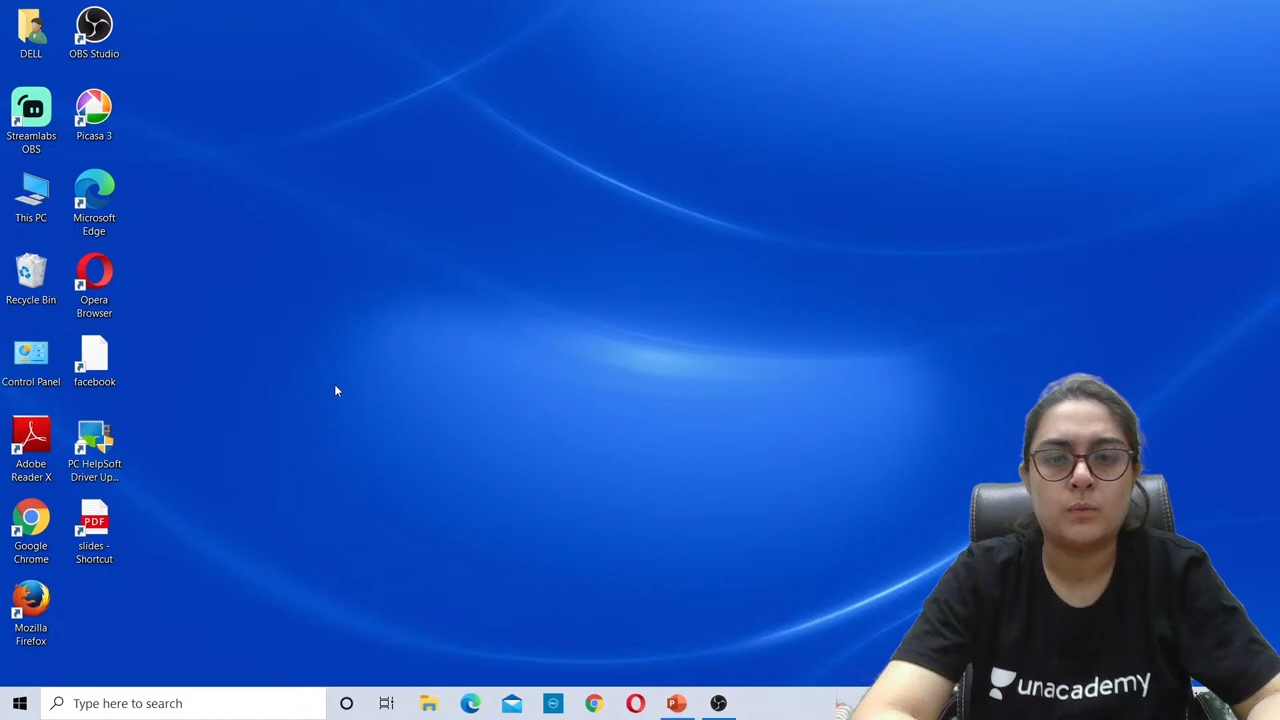 DELL
OBS Studio
Streamlabs
OBS
Picasa 3
This PC
Microsoft
Edge
Recycle Bin
Opera
Browser
Control Panel
facebook
Adobe
Reader X
PC HelpSoft
Driver Up...
Google
Chrome
PDF
slides -
Shortcut
Mozilla
Firefox
unacademy
Type here to search